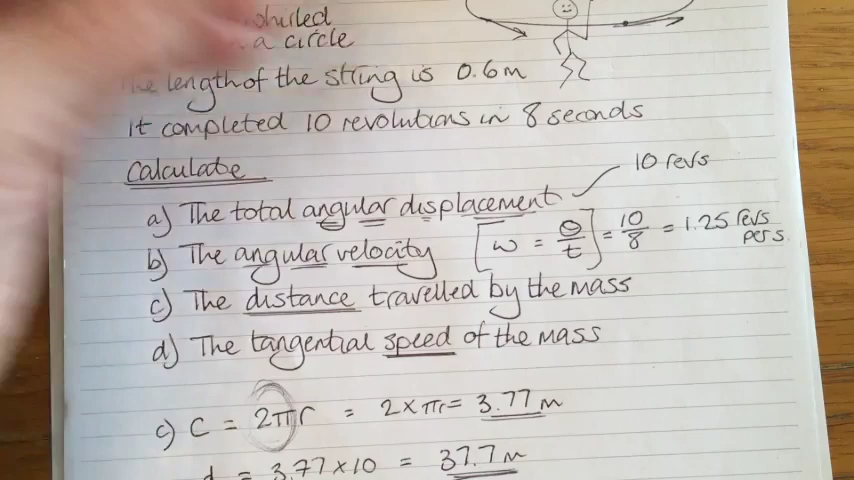 a circle
The length of the string is 0.6m
It completed 10 revolutions in 8 seconds
Calculate
10 revs
a) The total angular displacement
b) The angular velocity [ω = θ/t] = 10/8 = 1.25 revs per s.
c) The distance travelled by the mass
d) The tangential speed of the mass
c) C = 2πr = 2×πr = 3.77m
d = 3.77×10 = 37.7m